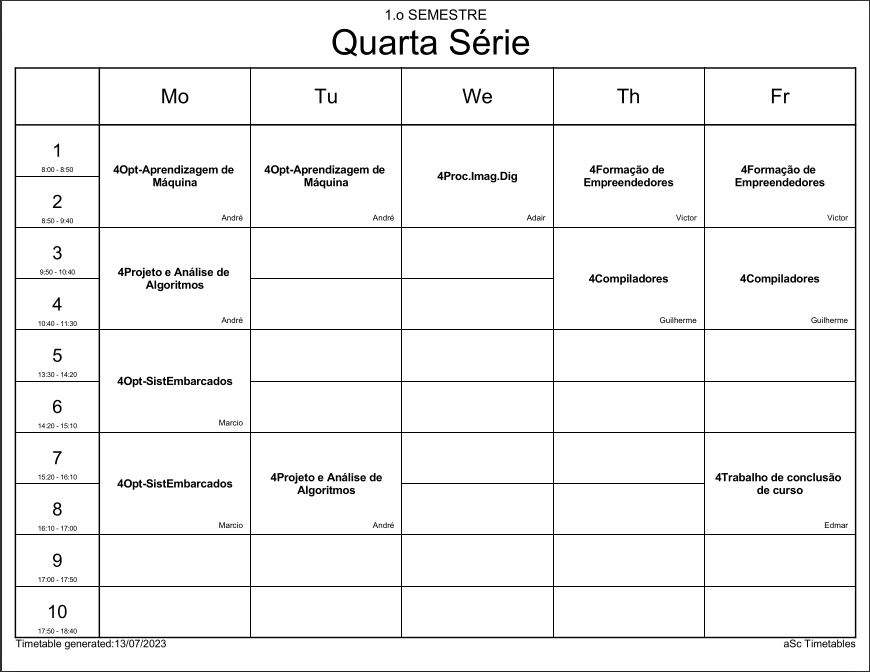 1.o SEMESTRE
Quarta Série
Mo Tu We Th Fr
1
8:00 - 8:50
2
8:50 - 9:40
4Opt-Aprendizagem de
Máquina
André
4Opt-Aprendizagem de
Máquina
André
4Proc.Imag.Dig
Adair
4Formação de
Empreendedores
Victor
4Formação de
Empreendedores
Victor
3
9:50 - 10:40
4
10:40 - 11:30
4Projeto e Análise de
Algoritmos
André
4Compiladores
Guilherme
4Compiladores
Guilherme
5
13:30 - 14:20
6
14:20 - 15:10
4Opt-SistEmbarcados
Marcio
7
15:20 - 16:10
8
16:10 - 17:00
4Opt-SistEmbarcados
Marcio
4Projeto e Análise de
Algoritmos
André
4Trabalho de conclusão
de curso
Edmar
9
17:00 - 17:50
10
17:50 - 18:40
Timetable generated:13/07/2023
aSc Timetables